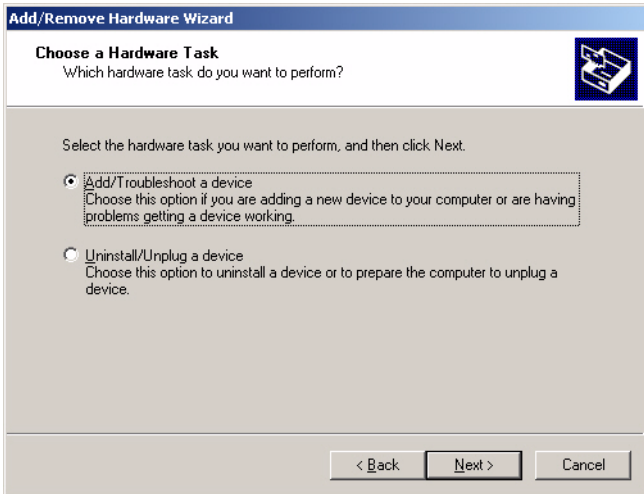 Add/Remove Hardware Wizard
Choose a Hardware Task
Which hardware task do you want to perform?
Select the hardware task you want to perform, and then click Next.
Add/Troubleshoot a device
Choose this option if you are adding a new device to your computer or are having
problems getting a device working.
Uninstall/Unplug a device
Choose this option to uninstall a device or to prepare the computer to unplug a
device.
< Back Next > Cancel